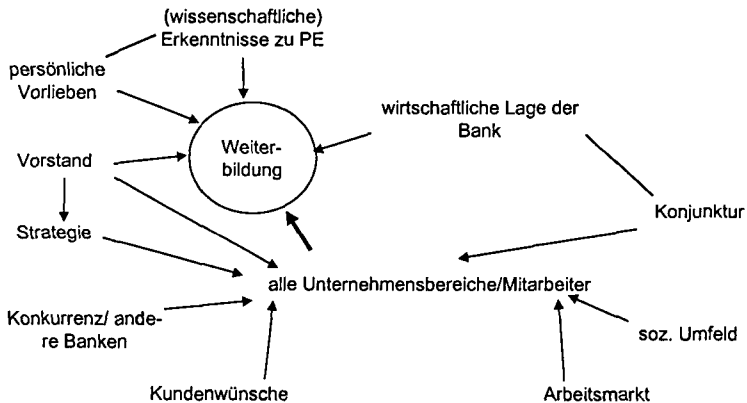 (wissenschaftliche)
Erkenntnisse zu PE
persönliche
Vorlieben
wirtschaftliche Lage der
Bank
Weiter-
bildung
Vorstand
Konjunktur
Strategie
alle Unternehmensbereiche/Mitarbeiter
Konkurrenz/ ande-
re Banken
soz. Umfeld
Kundenwünsche
Arbeitsmarkt